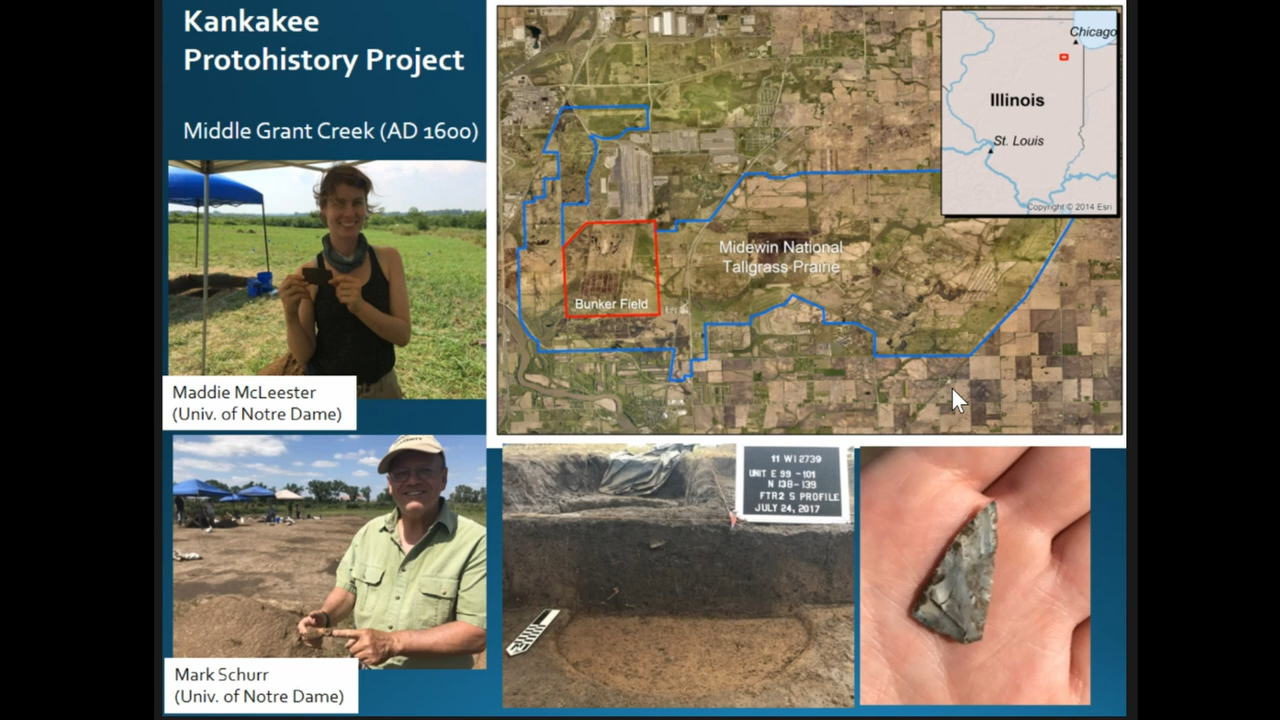 Kankakee
Protohistory Project
Middle Grant Creek (AD 1600)
Maddie McLeester
(Univ. of Notre Dame)
Mark Schurr
(Univ. of Notre Dame)
Chicago
Illinois
St. Louis
Copyright © 2014 Esri
Midewin National
Tallgrass Prairie
Bunker Field
11 WI 2739
UNIT E 99 -101
N 138-139
FTR2 S PROFILE
JULY 24, 2017